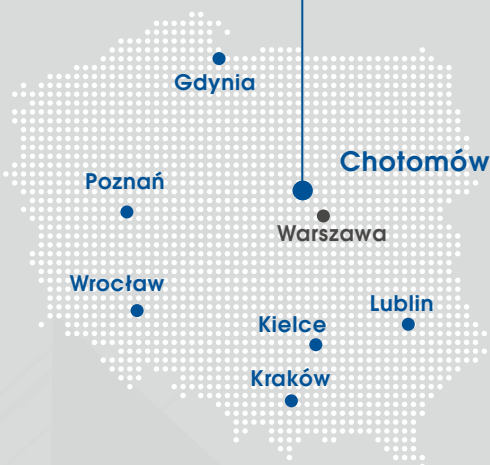 Gdynia
Chotomów
Poznań
Warszawa
Wrocław
Lublin
Kielce
Kraków